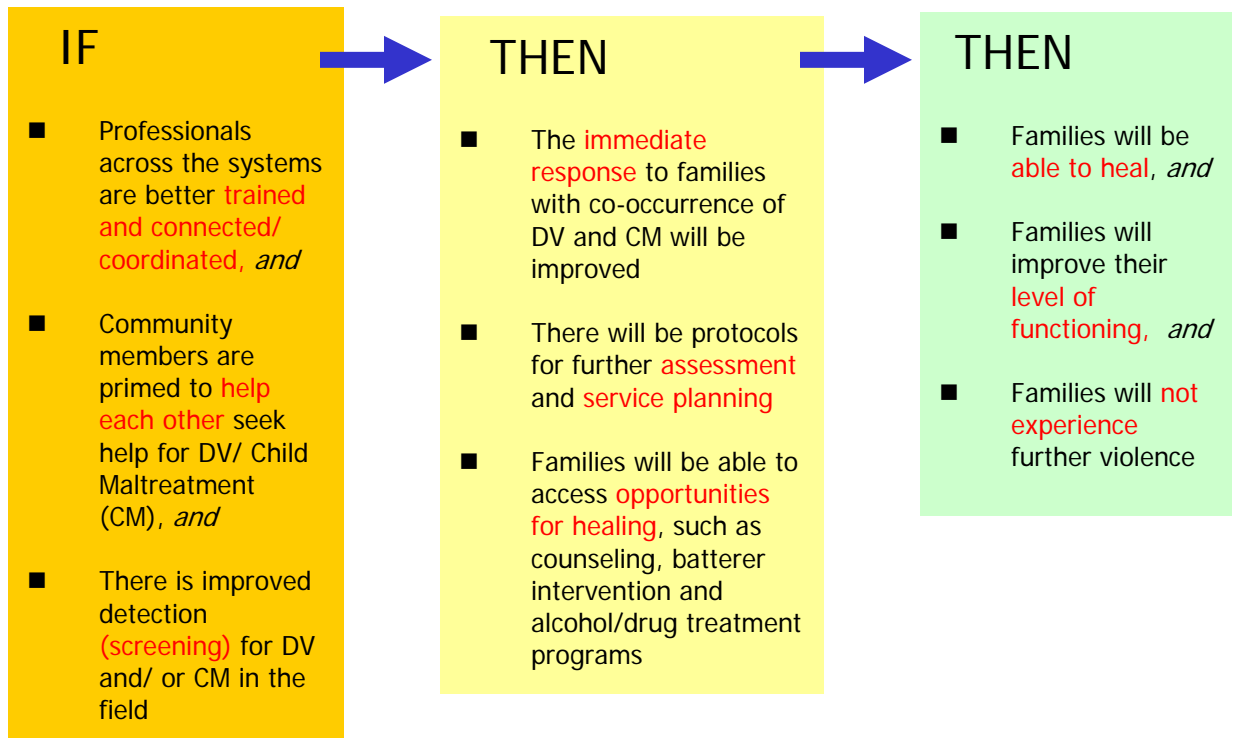 IF
■ Professionals
across the systems
are better trained
and connected/
coordinated, and
■ Community
members are
primed to help
each other seek
help for DV/ Child
Maltreatment
(CM), and
■ There is improved
detection
(screening) for DV
and/ or CM in the
field
THEN
■ The immediate
response to families
with co-occurrence of
DV and CM will be
improved
■ There will be protocols
for further assessment
and service planning
■ Families will be able to
access opportunities
for healing, such as
counseling, batterer
intervention and
alcohol/drug treatment
programs
THEN
■ Families will be
able to heal, and
■ Families will
improve their
level of
functioning, and
■ Families will not
experience
further violence